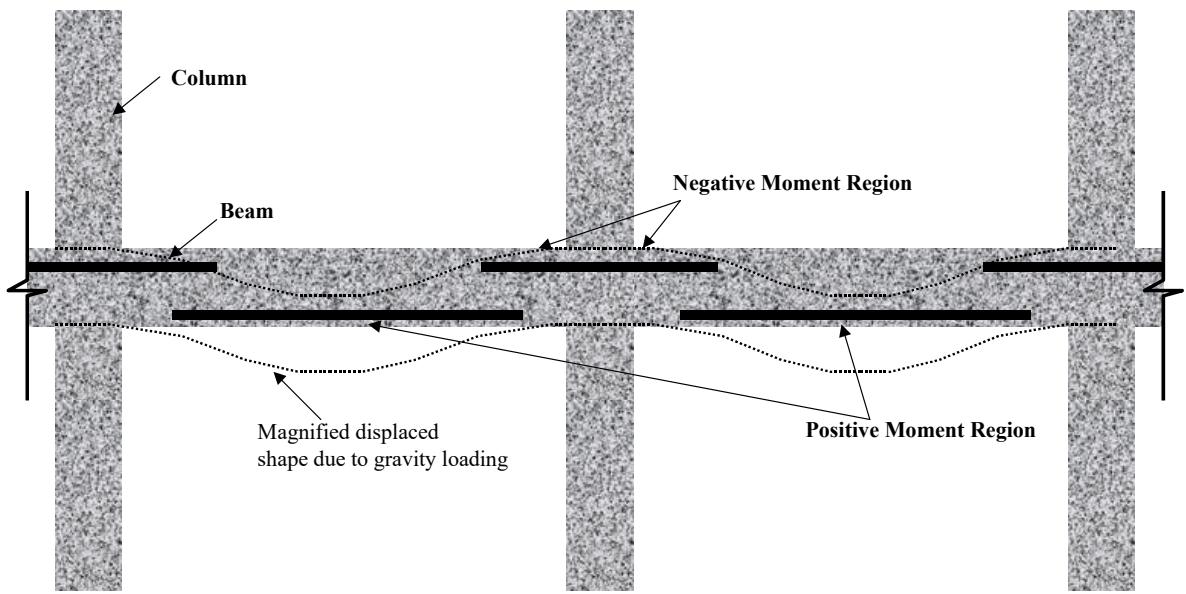 Column
Negative Moment Region
Beam
Magnified displaced
shape due to gravity loading
Positive Moment Region